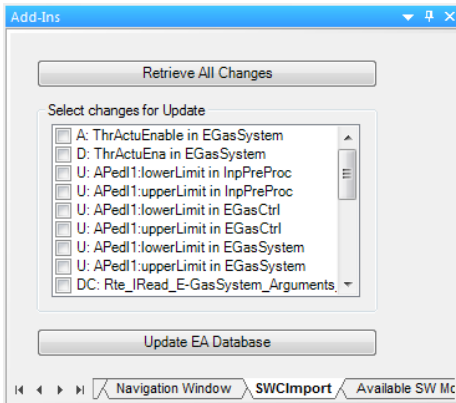 Add-Ins
Retrieve All Changes
Select changes for Update
A: ThrActuEnable in EGasSystem
D: ThrActuEna in EGasSystem
U: APedl1:lowerLimit in InpPreProc
U: APedl1:upperLimit in InpPreProc
U: APedl1:lowerLimit in EGasCtrl
U: APedl1:upperLimit in EGasCtrl
U: APedl1:lowerLimit in EGasSystem
U: APedl1:upperLimit in EGasSystem
DC: Rte_IRead_E-GasSystem_Arguments_
Update EA Database
Navigation Window SWCImport Available SW Mo